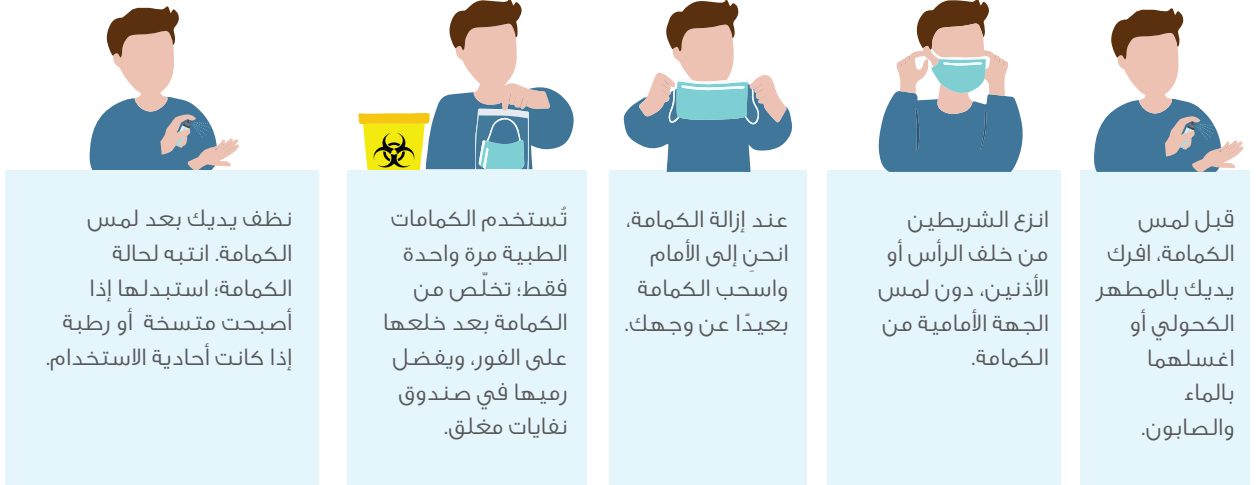 قبل لمس
الكمامة، افرك
يديك بالمطهر
الكحولي أو
اغسلهما
بالماء
والصابون.
انزع الشريطين
من خلف الرأس أو
الأذنين، دون لمس
الجهة الأمامية من
الكمامة.
عند إزالة الكمامة،
انحنِ إلى الأمام
واسحب الكمامة
بعيدًا عن وجهك.
تُستخدم الكمامات
الطبية مرة واحدة
فقط؛ تخلّص من
الكمامة بعد خلعها
على الفور، ويفضل
رميها في صندوق
نفايات مغلق.
نظف يديك بعد لمس
الكمامة. انتبه لحالة
الكمامة؛ استبدلها إذا
أصبحت متسخة أو رطبة
إذا كانت أحادية الاستخدام.